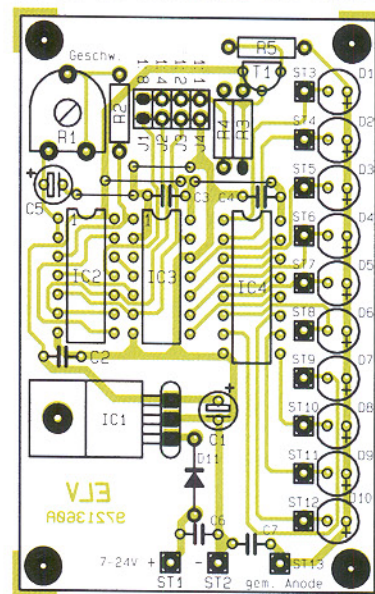 Geschw.
R5
1:8
1:4
1:2
1:1
T1
ST3
D1
R2
R1
J1
J2
J3
J4
R4
R3
ST4
D2
ST5
D3
C5
C3
C4
ST6
D4
1
1
IC2
IC3
IC4
ST7
D5
ST8
D6
C2
ST9
D7
IC1
ST10
D8
C1
D11
ST11
D9
ELV
9721360A
ST12
D10
C6
C7
7-24V + -
ST1
ST2
ST13
gem. Anode